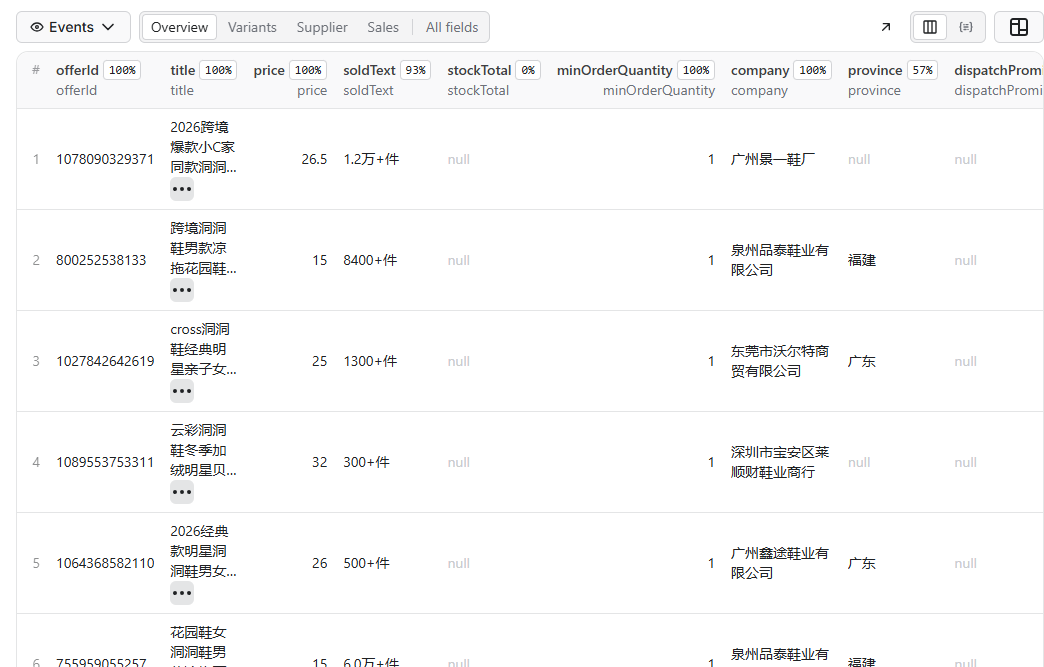 Events
Overview Variants Supplier Sales All fields
# offerId 100% title 100% price 100% soldText 93% stockTotal 0% minOrderQuantity 100% company 100% province 57% dispatchPromi
offerId title price soldText stockTotal minOrderQuantity company province dispatchPromi
2026跨境
爆款小C家
1 1078090329371 同款洞洞... 26.5 1.2万+件 null 1 广州景一鞋厂 null null
跨境洞洞
鞋男款凉
拖花园鞋...
2 800252538133 15 8400+件 null 1 泉州品泰鞋业有
限公司 福建 null
cross洞洞
鞋经典明
星亲子女...
3 1027842642619 25 1300+件 null 1 东莞市沃尔特商
贸有限公司 广东 null
云彩洞洞
鞋冬季加
绒明星贝...
4 1089553753311 32 300+件 null 1 深圳市宝安区莱
顺财鞋业商行 null null
2026经典
款明星洞
洞鞋男女...
5 1064368582110 26 500+件 null 1 广州鑫途鞋业有
限公司 广东 null
花园鞋女
洞洞鞋男
6 755959055257 15 6.0万+件 null 1 泉州品泰鞋业有 福建 null